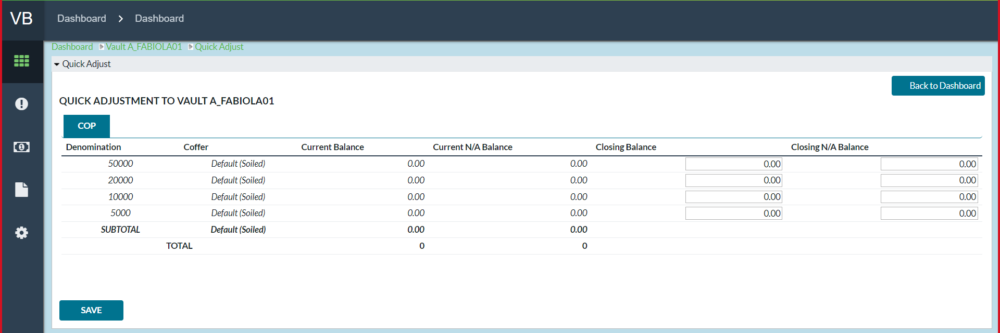 VB
Dashboard > Dashboard
Dashboard Vault A_FABIOLA01 Quick Adjust
Quick Adjust
Back to Dashboard
QUICK ADJUSTMENT TO VAULT A_FABIOLA01
COP
Denomination Coffer Current Balance Current N/A Balance Closing Balance Closing N/A Balance
50000 Default (Soiled) 0.00 0.00 0.00 0.00
20000 Default (Soiled) 0.00 0.00 0.00 0.00
10000 Default (Soiled) 0.00 0.00 0.00 0.00
5000 Default (Soiled) 0.00 0.00 0.00 0.00
SUBTOTAL Default (Soiled) 0.00 0.00
TOTAL 0 0
SAVE